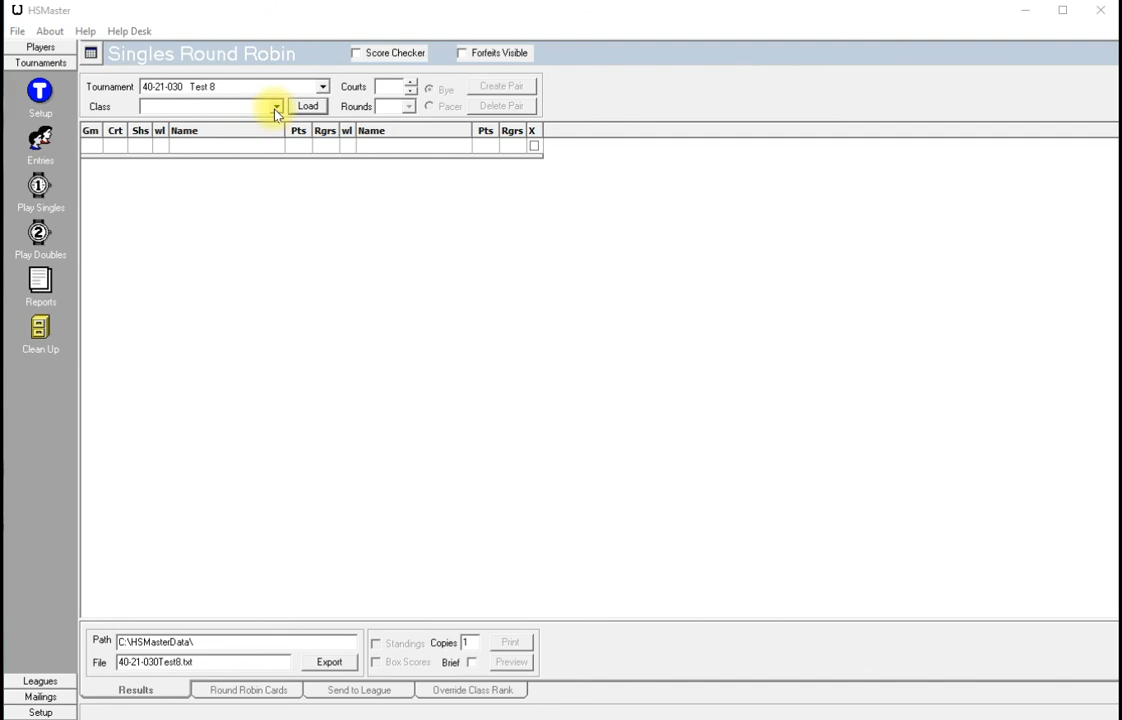 HSMaster
File About Help Help Desk
Players
Tournaments
Setup
Entries
Play Singles
Play Doubles
Reports
Clean Up
Leagues
Mailings
Setup
Singles Round Robin
Score Checker
Forfeits Visible
Tournament 40-21-030 Test 8 Courts Bye Create Pair
Class Load Rounds Pacer Delete Pair
Gm Crt Shs wl Name Pts Rgrs wl Name Pts Rgrs X
Path C:\HSMasterData\ Standings Copies 1 Print
File 40-21-030Test8.txt Export Box Scores Brief Preview
Results Round Robin Cards Send to League Override Class Rank